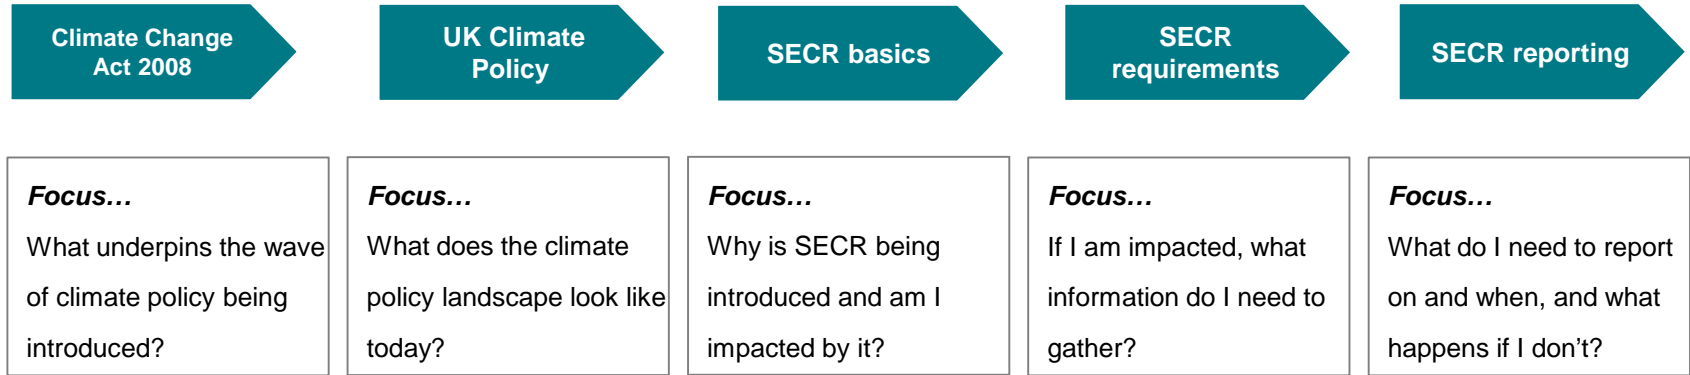 Climate Change
Act 2008
UK Climate
Policy
SECR basics
SECR
requirements
SECR reporting
Focus…
What underpins the wave
of climate policy being
introduced?
Focus…
What does the climate
policy landscape look like
today?
Focus…
Why is SECR being
introduced and am I
impacted by it?
Focus…
If I am impacted, what
information do I need to
gather?
Focus…
What do I need to report
on and when, and what
happens if I don’t?